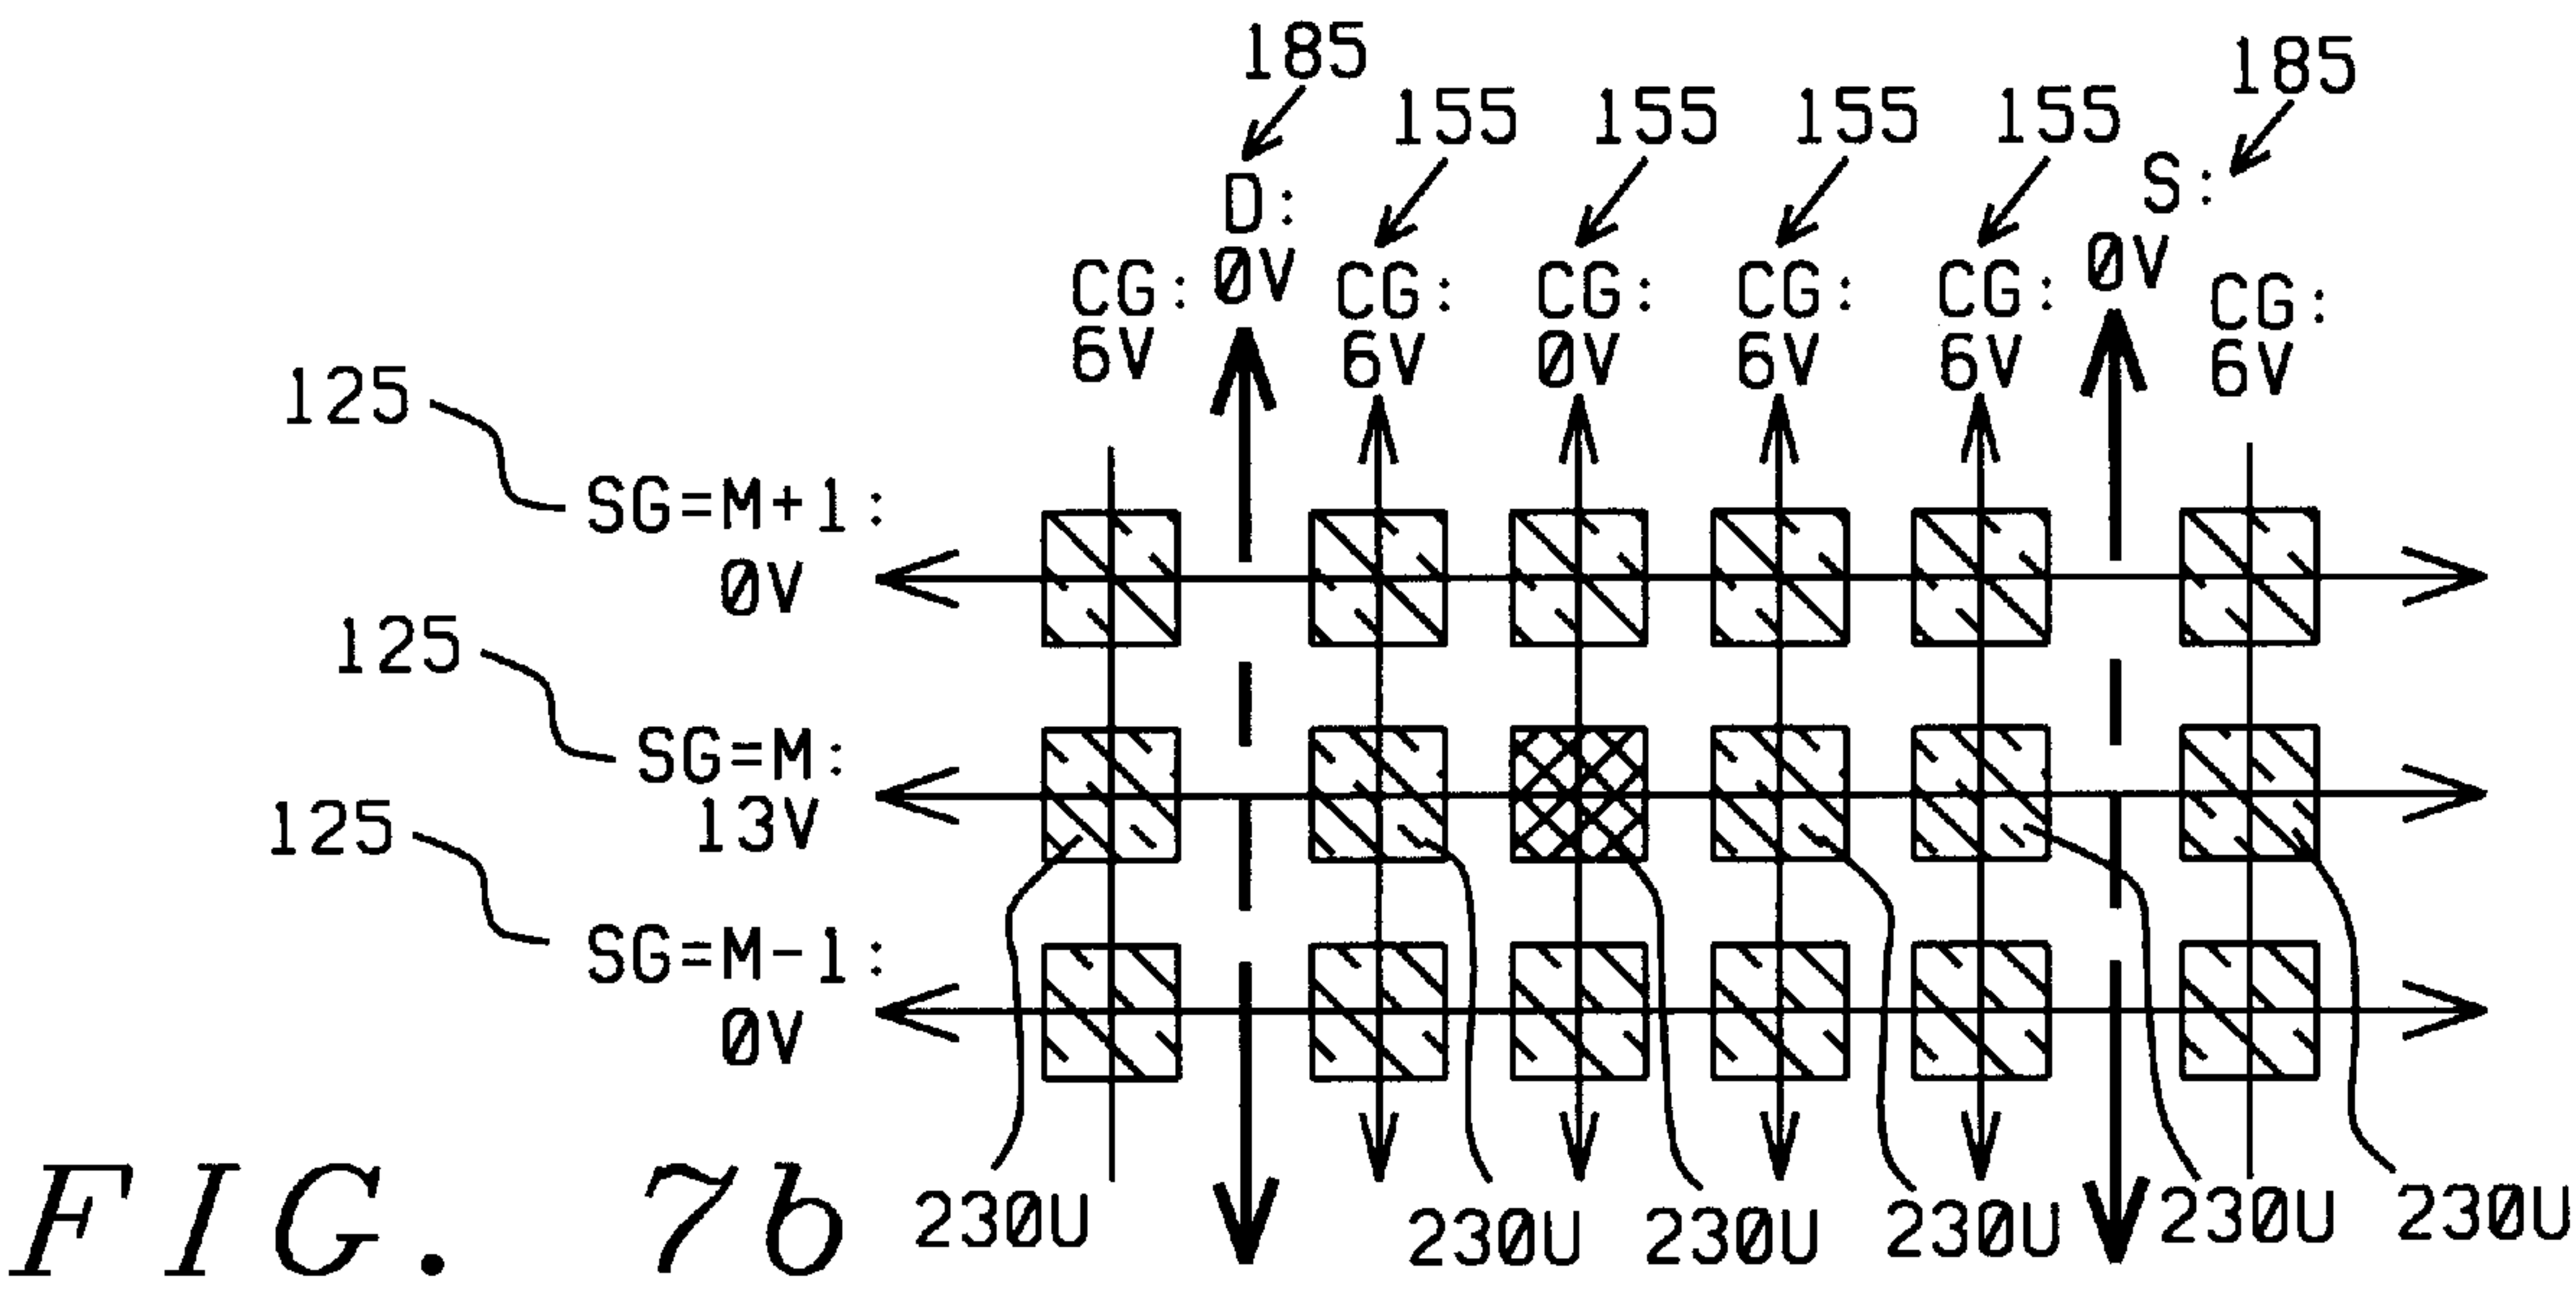 185
185
155 155 155 155
D: S:
CG: 0V CG: CG: CG: CG: 0V CG:
6V 6V 0V 6V 6V 6V
125
SG=M+1:
0V
125
SG=M:
13V
125
SG=M-1:
0V
230U 230U 230U 230U 230U 230U
FIG. 7b